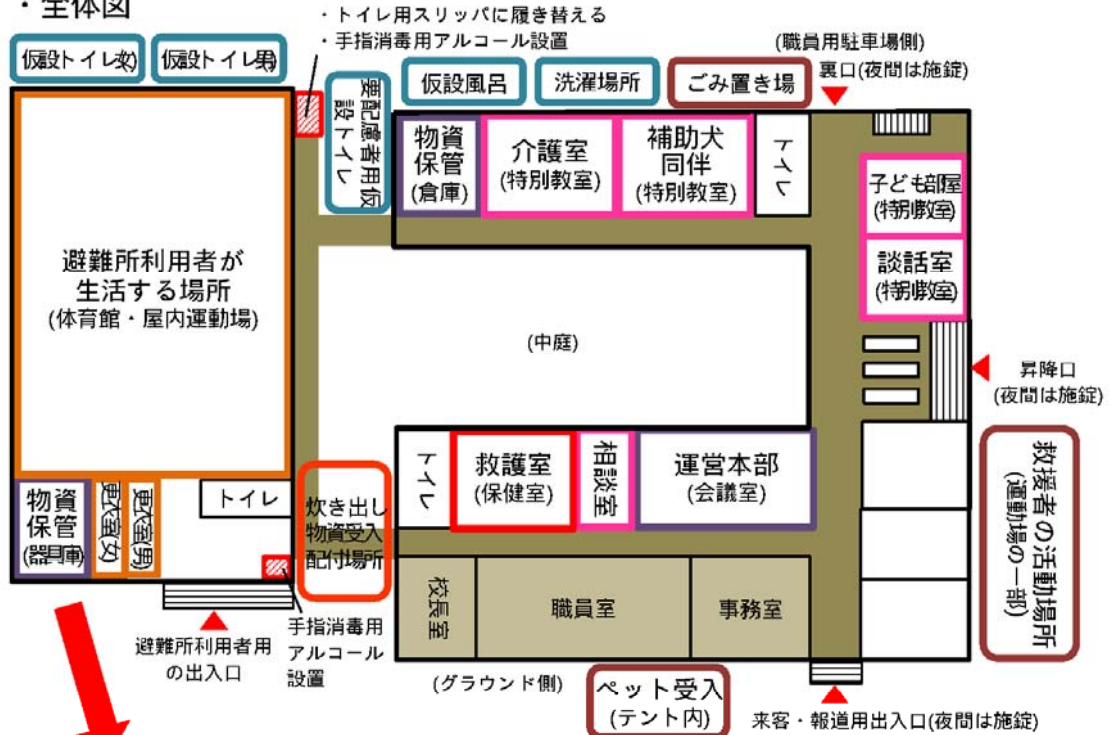 ・全体図
・トイレ用スリッパに履き替える
・手指消毒用アルコール設置
仮設トイレ(女)
仮設トイレ(男)
要配慮者用仮
設トイレ
仮設風呂
洗濯場所
ごみ置き場
(職員用駐車場側)
裏口(夜間は施錠)
物資
保管
(倉庫)
介護室
(特別教室)
補助犬
同伴
(特別教室)
トイレ
子ども部屋
(特別教室)
談話室
(特別教室)
避難所利用者が
生活する場所
(体育館・屋内運動場)
(中庭)
昇降口
(夜間は施錠)
物資
保管
(器具庫)
更衣室(女)
更衣室(男)
トイレ
炊き出し
物資受入
配付場所
トイレ
救護室
(保健室)
相談室
運営本部
(会議室)
救援者の活動場所
(運動場の一部)
校長室
職員室
事務室
避難所利用者用
の出入口
手指消毒用
アルコール
設置
(グラウンド側)
ペット受入
(テント内)
来客・報道用出入口(夜間は施錠)